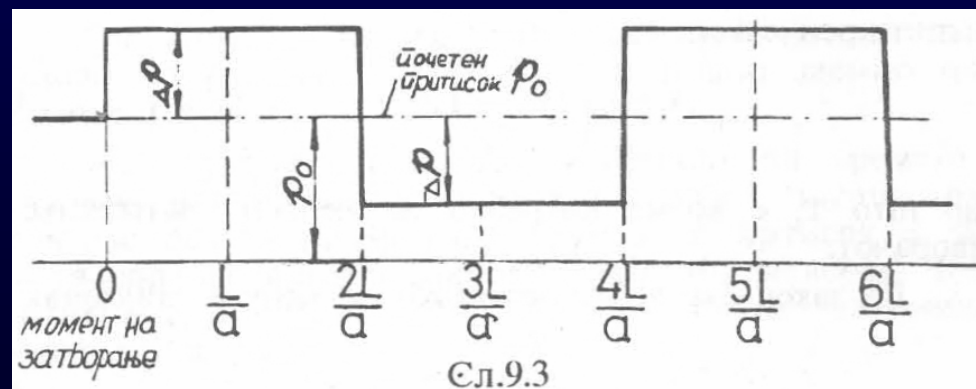 почетен
притисок p₀
Δp
p₀
Δp
0
L/a
2L/a
3L/a
4L/a
5L/a
6L/a
момент на
затворање
Сл.9.3